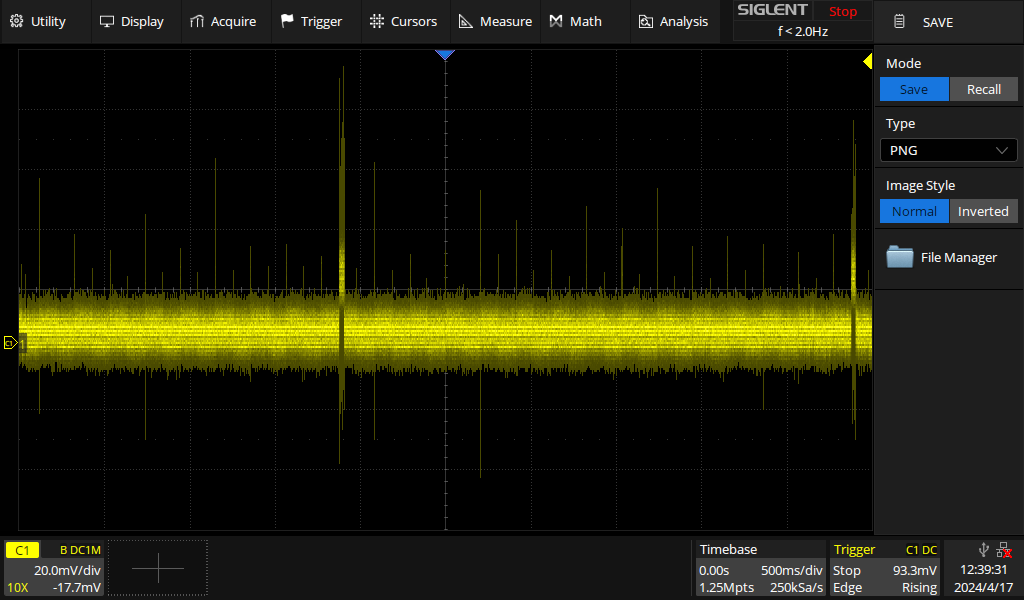 Utility Display Acquire Trigger Cursors Measure Math Analysis
SIGLENT Stop
f < 2.0Hz
SAVE
Mode
Save Recall
Type
PNG
Image Style
Normal Inverted
File Manager
C1
1
C1 B DC1M
20.0mV/div
10X -17.7mV
Timebase
0.00s 500ms/div
1.25Mpts 250kSa/s
Trigger C1 DC
Stop 93.3mV
Edge Rising
12:39:31
2024/4/17